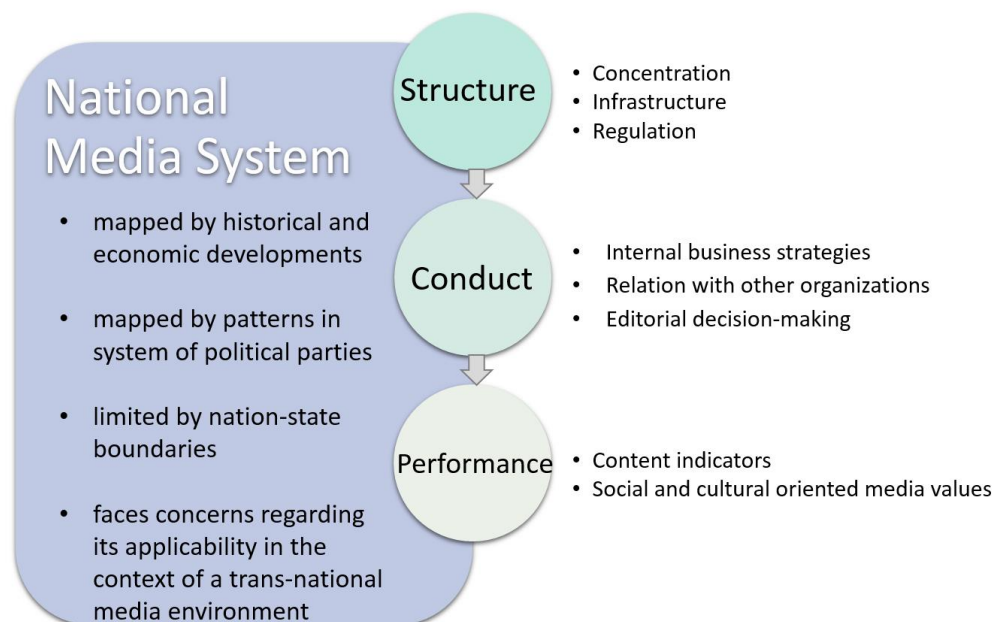 National
Media System
• mapped by historical and
economic developments
• mapped by patterns in
system of political parties
• limited by nation-state
boundaries
• faces concerns regarding
its applicability in the
context of a trans-national
media environment
Structure
• Concentration
• Infrastructure
• Regulation
Conduct
• Internal business strategies
• Relation with other organizations
• Editorial decision-making
Performance
• Content indicators
• Social and cultural oriented media values